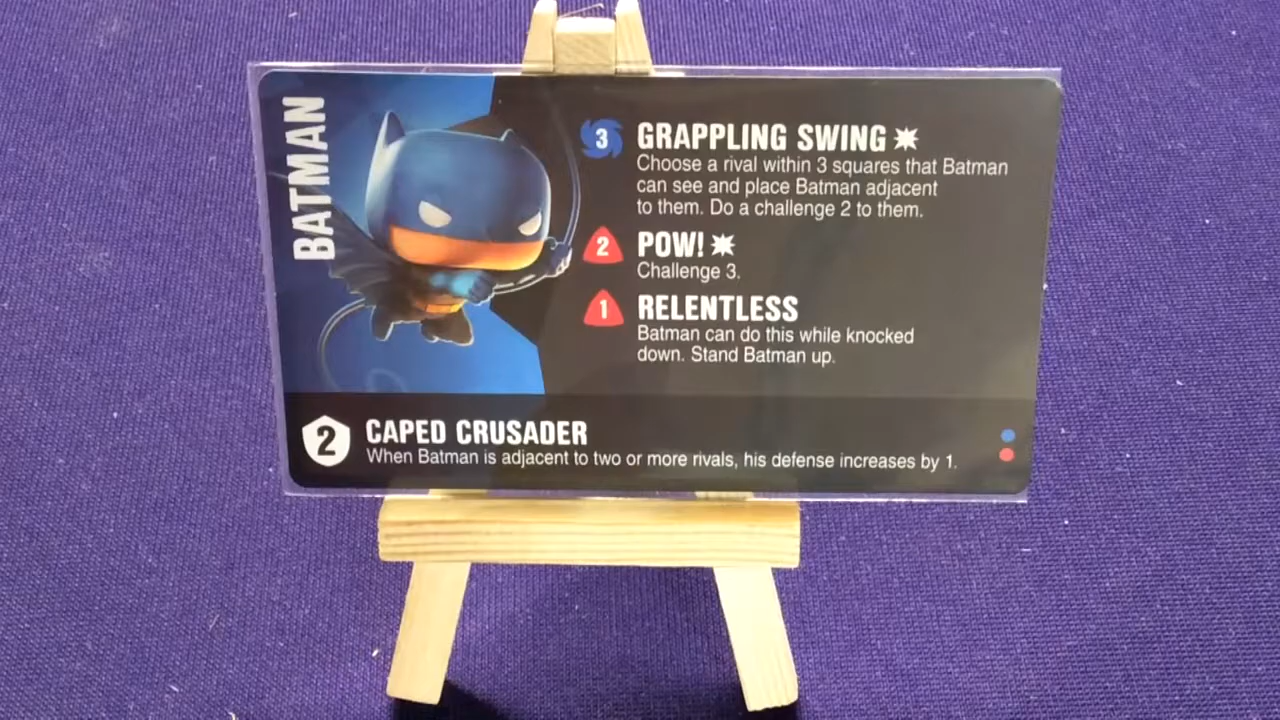 BATMAN
3 GRAPPLING SWING
Choose a rival within 3 squares that Batman
can see and place Batman adjacent
to them. Do a challenge 2 to them.
2 POW!
Challenge 3.
1 RELENTLESS
Batman can do this while knocked
down. Stand Batman up.
2 CAPED CRUSADER
When Batman is adjacent to two or more rivals, his defense increases by 1.